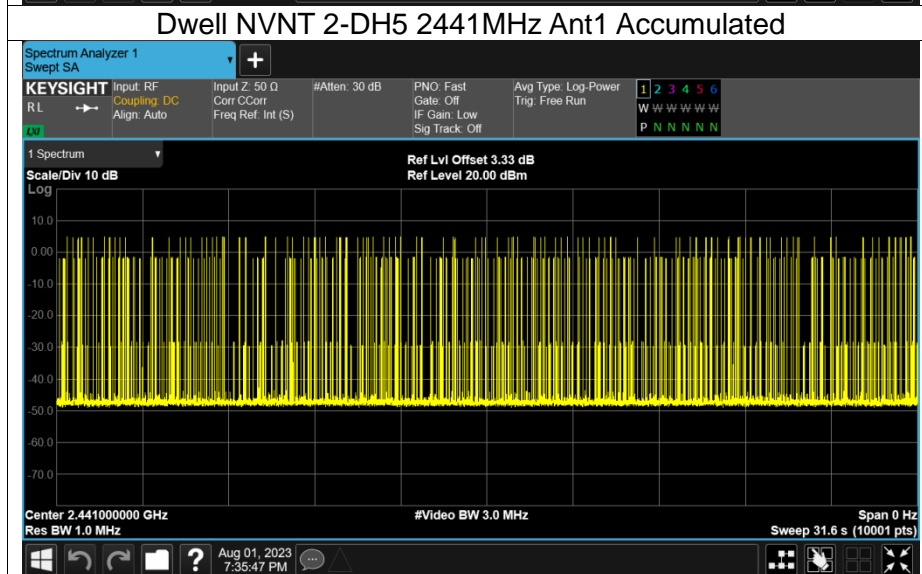 Dwell NVNT 2-DH5 2441MHz Ant1 Accumulated
Spectrum Analyzer 1
Swept SA
+
KEYSIGHT Input: RF Input Z: 50 Ω #Atten: 30 dB PNO: Fast Avg Type: Log-Power 1 2 3 4 5 6
R L Coupling: DC Corr CCorr Gate: Off Trig: Free Run W W W W W W
Align: Auto Freq Ref: Int (S) IF Gain: Low
LXI Sig Track: Off P N N N N N
1 Spectrum
Ref Lvl Offset 3.33 dB
Scale/Div 10 dB Ref Level 20.00 dBm
Log
10.0
0.00
-10.0
-20.0
-30.0
-40.0
-50.0
-60.0
-70.0
Center 2.441000000 GHz #Video BW 3.0 MHz Span 0 Hz
Res BW 1.0 MHz Sweep 31.6 s (10001 pts)
? Aug 01, 2023
7:35:47 PM